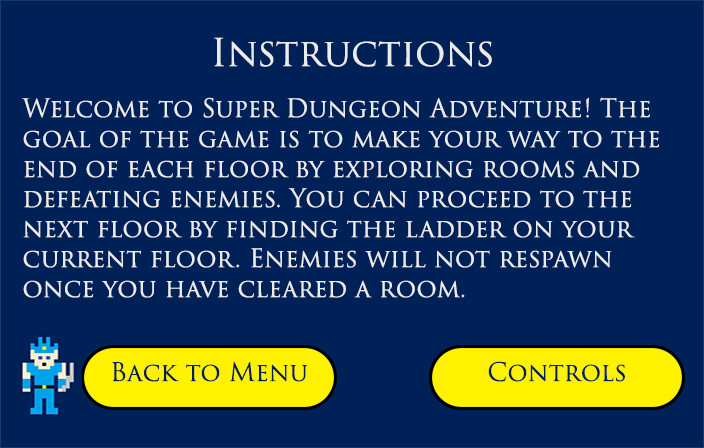 Instructions
Welcome to Super Dungeon Adventure! The
goal of the game is to make your way to the
end of each floor by exploring rooms and
defeating enemies. You can proceed to the
next floor by finding the ladder on your
current floor. Enemies will not respawn
once you have cleared a room.
Back to Menu
Controls